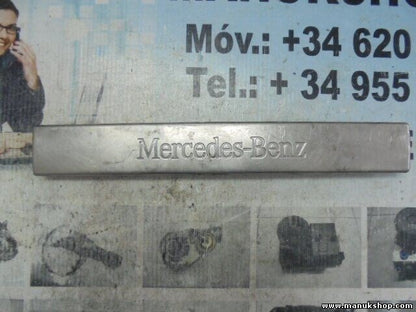 Móv.: +34 620
Tel.: + 34 955
Mercedes-Benz
www.manukshop.com